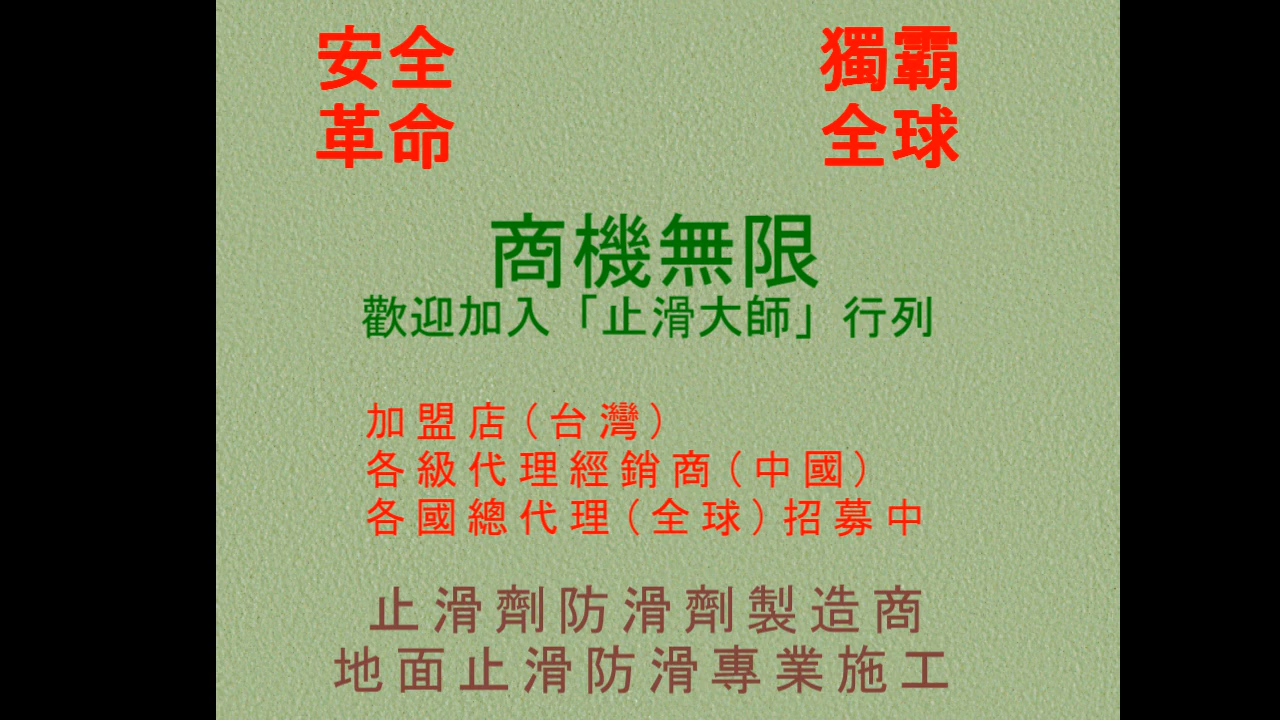 安全
革命
獨霸
全球
商機無限
歡迎加入「止滑大師」行列
加盟店(台灣)
各級代理經銷商(中國)
各國總代理(全球)招募中
止滑劑防滑劑製造商
地面止滑防滑專業施工